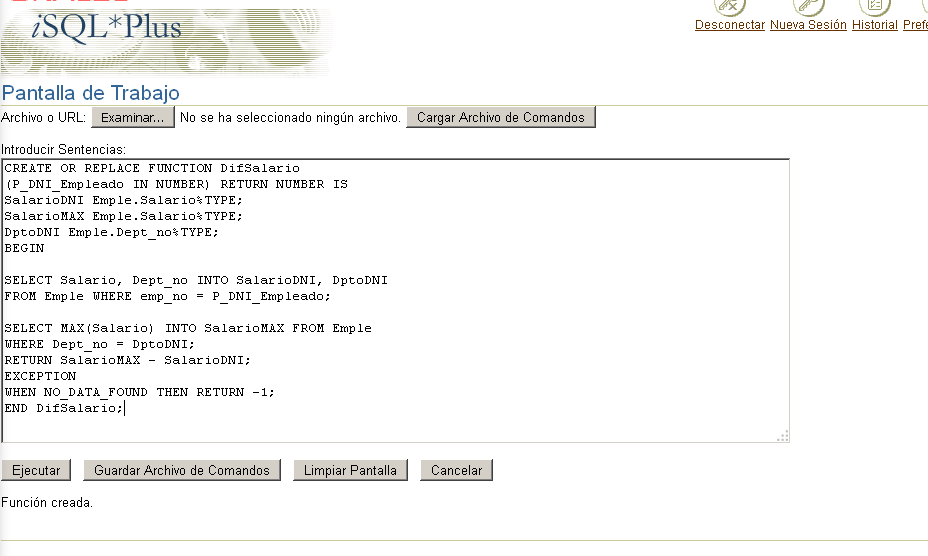 iSQL*Plus
Desconectar Nueva Sesión Historial
Pantalla de Trabajo
Archivo o URL: Examinar... No se ha seleccionado ningún archivo. Cargar Archivo de Comandos
Introducir Sentencias:
CREATE OR REPLACE FUNCTION DifSalario
(P_DNI_Empleado IN NUMBER) RETURN NUMBER IS
SalarioDNI Emple.Salario%TYPE;
SalarioMAX Emple.Salario%TYPE;
DptoDNI Emple.Dept_no%TYPE;
BEGIN
SELECT Salario, Dept_no INTO SalarioDNI, DptoDNI
FROM Emple WHERE emp_no = P_DNI_Empleado;
SELECT MAX(Salario) INTO SalarioMAX FROM Emple
WHERE Dept_no = DptoDNI;
RETURN SalarioMAX - SalarioDNI;
EXCEPTION
WHEN NO_DATA_FOUND THEN RETURN -1;
END DifSalario;
Ejecutar Guardar Archivo de Comandos Limpiar Pantalla Cancelar
Función creada.